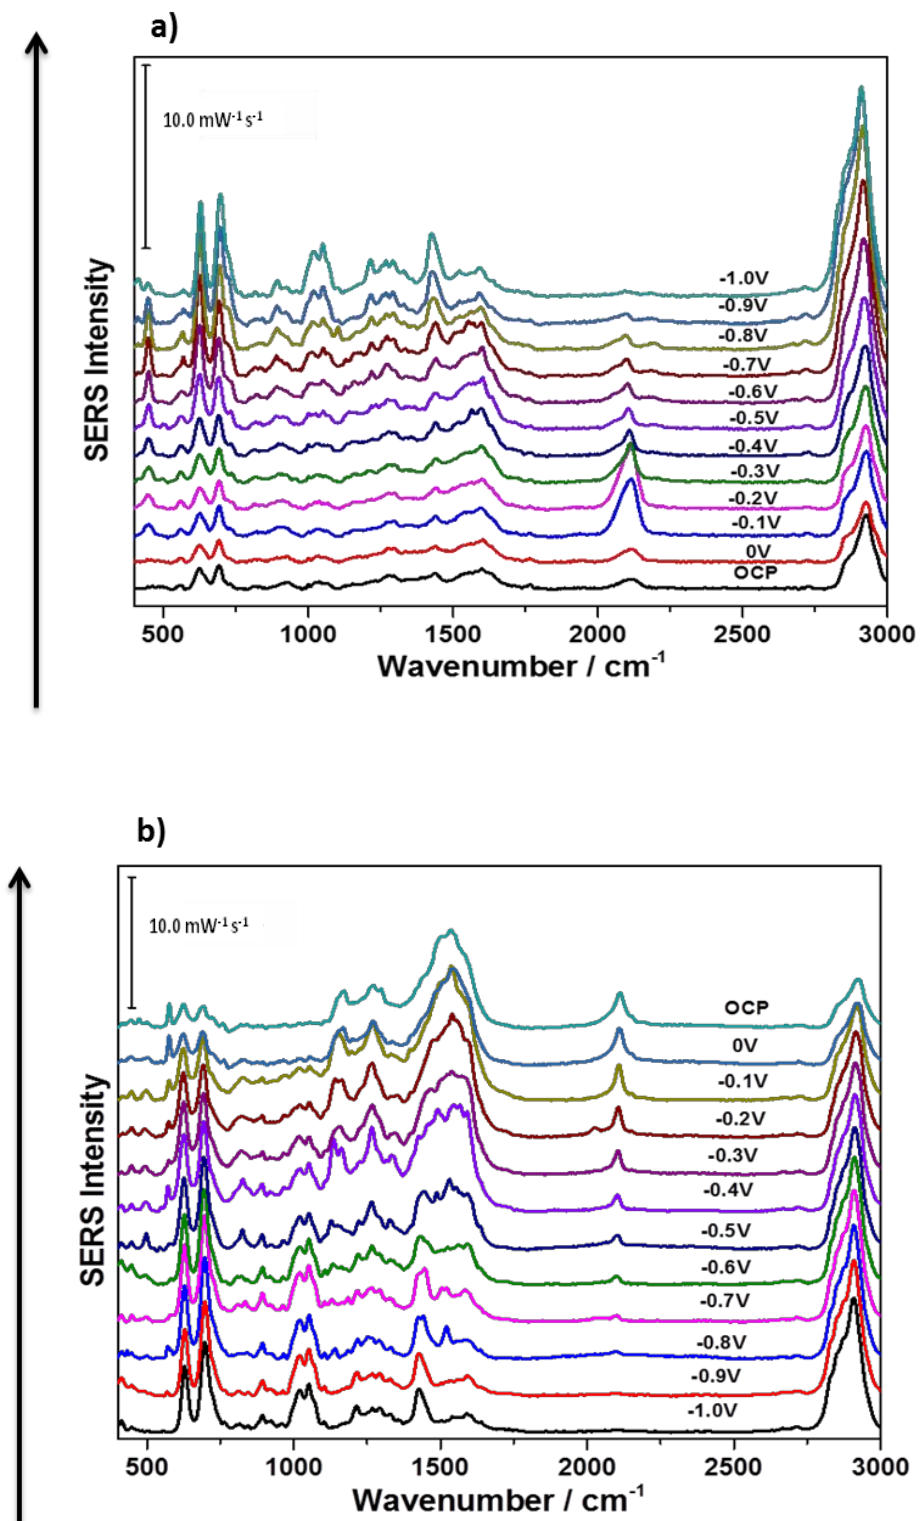 a)
10.0 mW-1 s-1
SERS Intensity
-1.0V
-0.9V
-0.8V
-0.7V
-0.6V
-0.5V
-0.4V
-0.3V
-0.2V
-0.1V
0V
OCP
500 1000 1500 2000 2500 3000
Wavenumber / cm-1
b)
10.0 mW-1 s-1
SERS Intensity
OCP
0V
-0.1V
-0.2V
-0.3V
-0.4V
-0.5V
-0.6V
-0.7V
-0.8V
-0.9V
-1.0V
500 1000 1500 2000 2500 3000
Wavenumber / cm-1